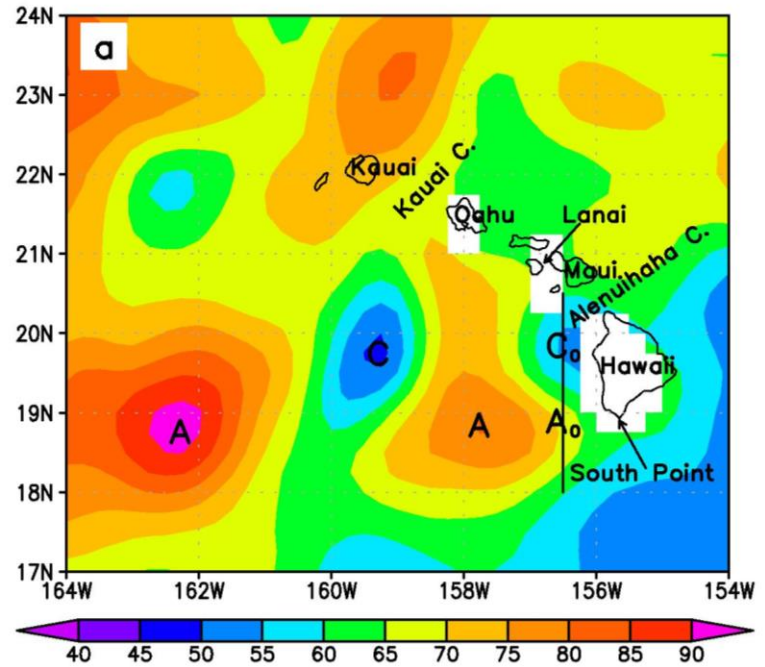 24N
a
23N
22N
Kauai
Kauai C.
Oahu
Lanai
21N
Maui
Alenuihaha C.
20N
C
C₀
Hawaii
19N
A
A
A₀
South Point
18N
17N
164W 162W 160W 158W 156W 154W
40 45 50 55 60 65 70 75 80 85 90